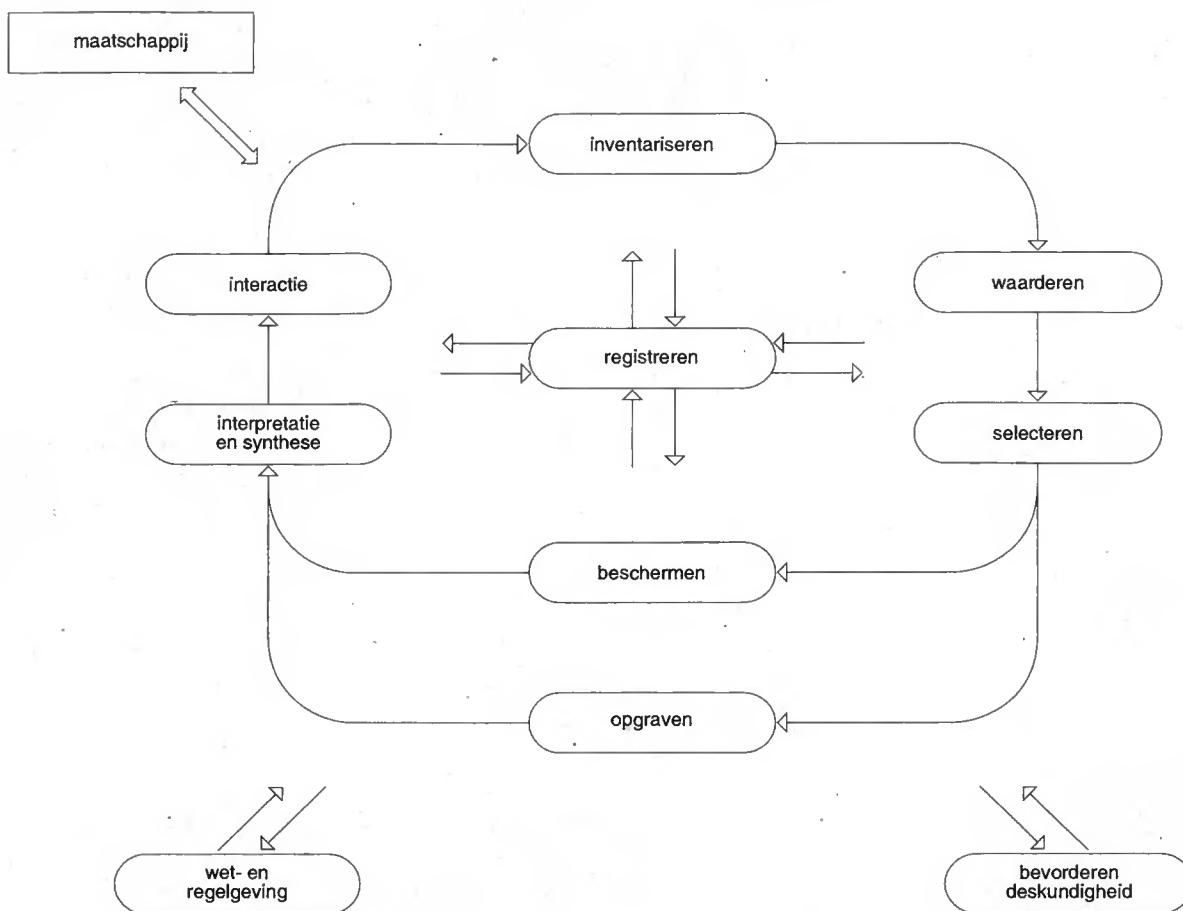 maatschappij
inventariseren
interactie
waarderen
registreren
interpretatie
en synthese
selecteren
beschermen
opgraven
wet- en
regelgeving
bevorderen
deskundigheid